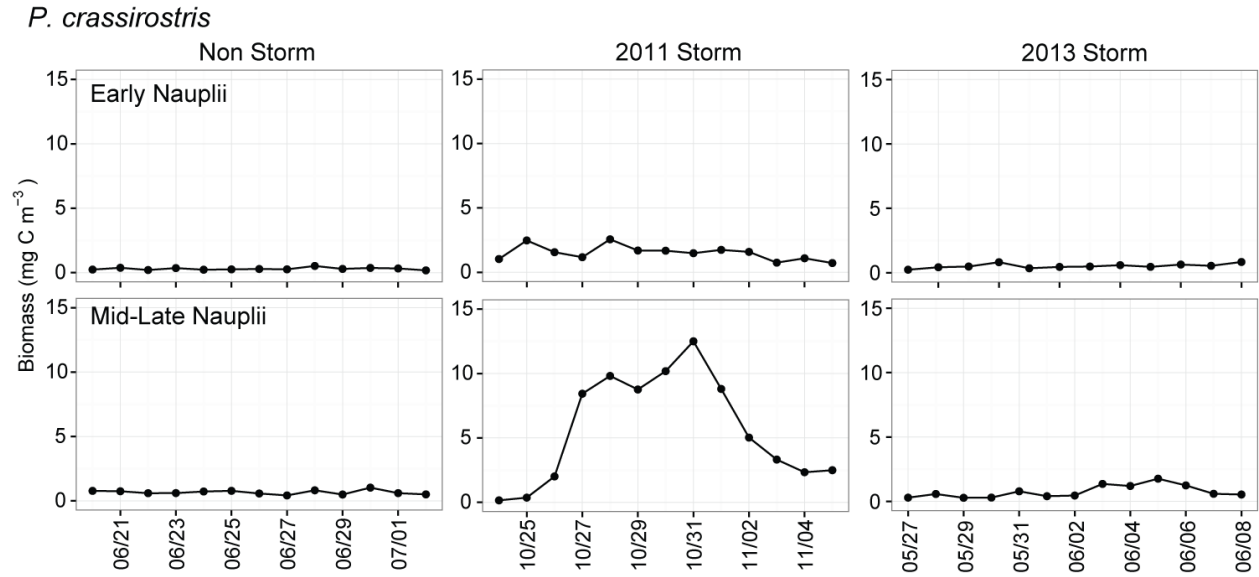 P. crassirostris
Non Storm
2011 Storm
2013 Storm
Early Nauplii
15
10
5
0
15
10
5
0
15
10
5
0
Biomass (mg C m⁻³ )
Mid-Late Nauplii
15
10
5
0
15
10
5
0
15
10
5
0
06/21 06/23 06/25 06/27 06/29 07/01
10/25 10/27 10/29 10/31 11/02 11/04
05/27 05/29 05/31 06/02 06/04 06/06 06/08